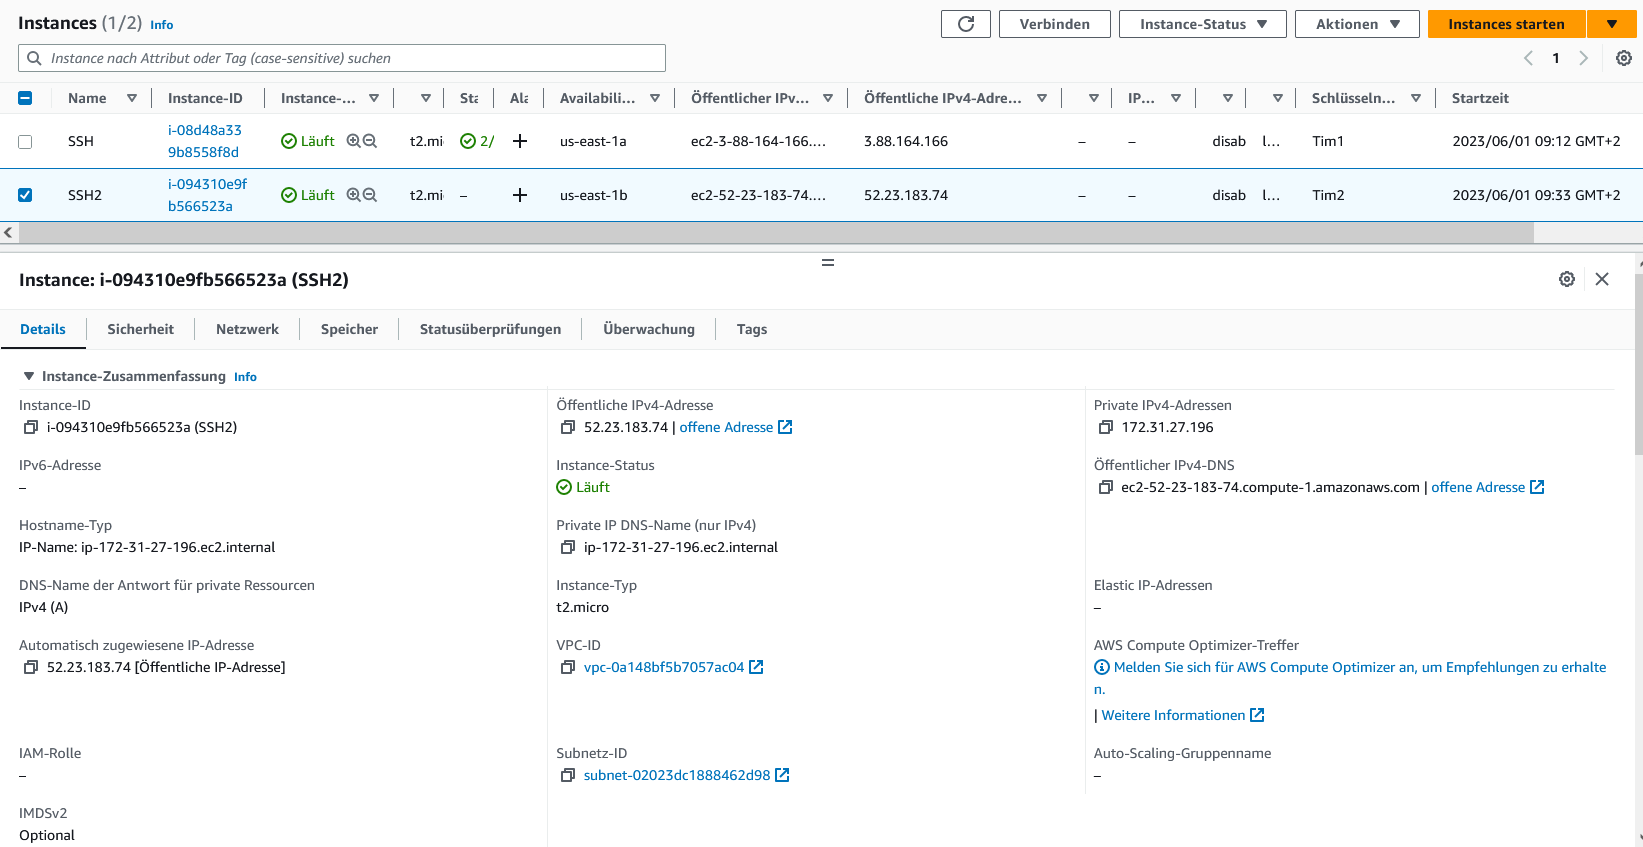 Instances (1/2) Info
Verbinden Instance-Status Aktionen Instances starten
Instance nach Attribut oder Tag (case-sensitive) suchen
1
Name Instance-ID Instance-... Sta Ala Availabili... Öffentlicher IPv... Öffentliche IPv4-Adre... IP... Schlüsseln... Startzeit
SSH i-08d48a33 9b8558f8d Läuft t2.mi 2/ us-east-1a ec2-3-88-164-166.... 3.88.164.166 – – disab l... Tim1 2023/06/01 09:12 GMT+2
SSH2 i-094310e9f b566523a Läuft t2.mi – us-east-1b ec2-52-23-183-74.... 52.23.183.74 – – disab l... Tim2 2023/06/01 09:33 GMT+2
Instance: i-094310e9fb566523a (SSH2)
Details Sicherheit Netzwerk Speicher Statusüberprüfungen Überwachung Tags
Instance-Zusammenfassung Info
Instance-ID
i-094310e9fb566523a (SSH2)
Öffentliche IPv4-Adresse
52.23.183.74 | offene Adresse
Private IPv4-Adressen
172.31.27.196
IPv6-Adresse
–
Instance-Status
Läuft
Öffentlicher IPv4-DNS
ec2-52-23-183-74.compute-1.amazonaws.com | offene Adresse
Hostname-Typ
IP-Name: ip-172-31-27-196.ec2.internal
Private IP DNS-Name (nur IPv4)
ip-172-31-27-196.ec2.internal
DNS-Name der Antwort für private Ressourcen
IPv4 (A)
Instance-Typ
t2.micro
Elastic IP-Adressen
–
Automatisch zugewiesene IP-Adresse
52.23.183.74 [Öffentliche IP-Adresse]
VPC-ID
vpc-0a148bf5b7057ac04
AWS Compute Optimizer-Treffer
Melden Sie sich für AWS Compute Optimizer an, um Empfehlungen zu erhalte
n.
| Weitere Informationen
IAM-Rolle
–
Subnetz-ID
subnet-02023dc1888462d98
Auto-Scaling-Gruppenname
–
IMDSv2
Optional